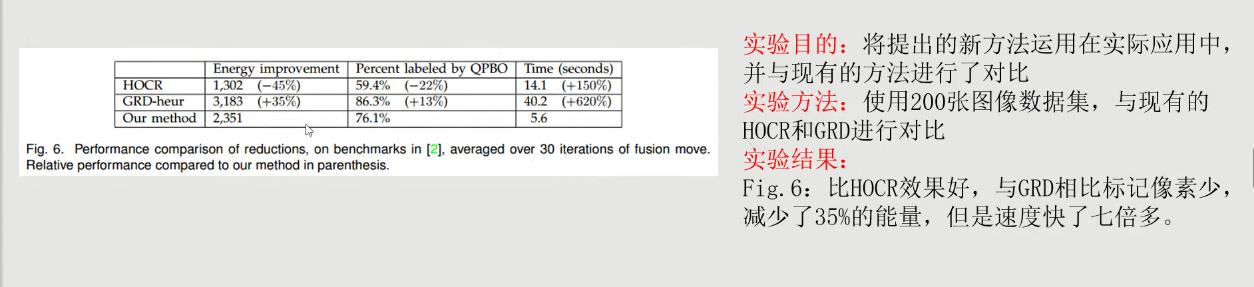 Energy improvement Percent labeled by QPBO Time (seconds)
HOCR 1,302 (−45%) 59.4% (−22%) 14.1 (+150%)
GRD-heur 3,183 (+35%) 86.3% (+13%) 40.2 (+620%)
Our method 2,351 76.1% 5.6
Fig. 6. Performance comparison of reductions, on benchmarks in [2], averaged over 30 iterations of fusion move.
Relative performance compared to our method in parenthesis.
实验目的：将提出的新方法运用在实际应用中，
并与现有的方法进行了对比
实验方法：使用200张图像数据集，与现有的
HOCR和GRD进行对比
实验结果：
Fig.6：比HOCR效果好，与GRD相比标记像素少，
减少了35%的能量，但是速度快了七倍多。